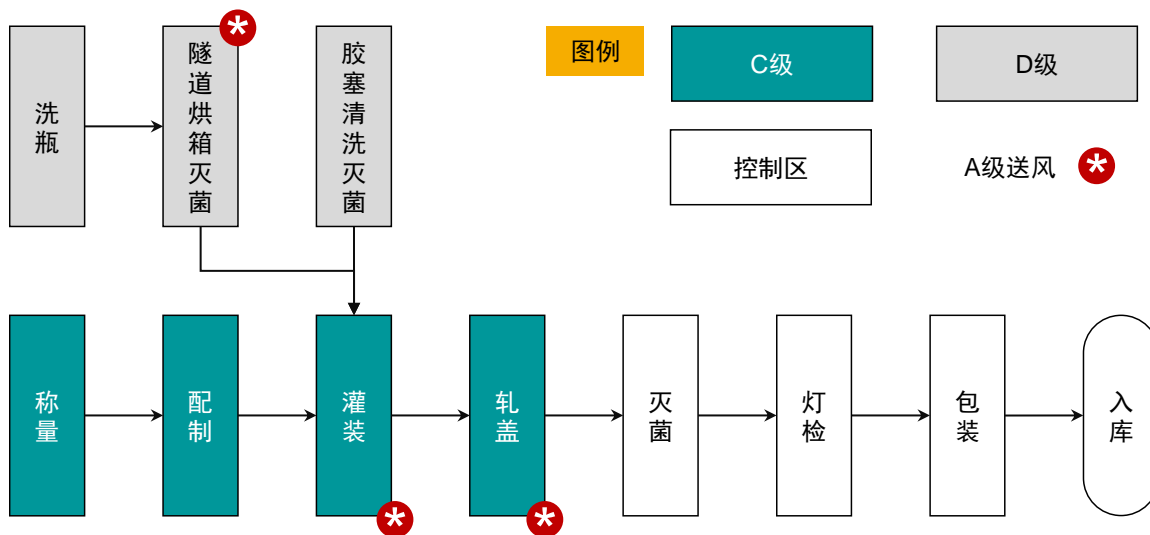 洗瓶
隧道烘箱灭菌
胶塞清洗灭菌
图例
C级
D级
控制区
A级送风
称量
配制
灌装
轧盖
灭菌
灯检
包装
入库